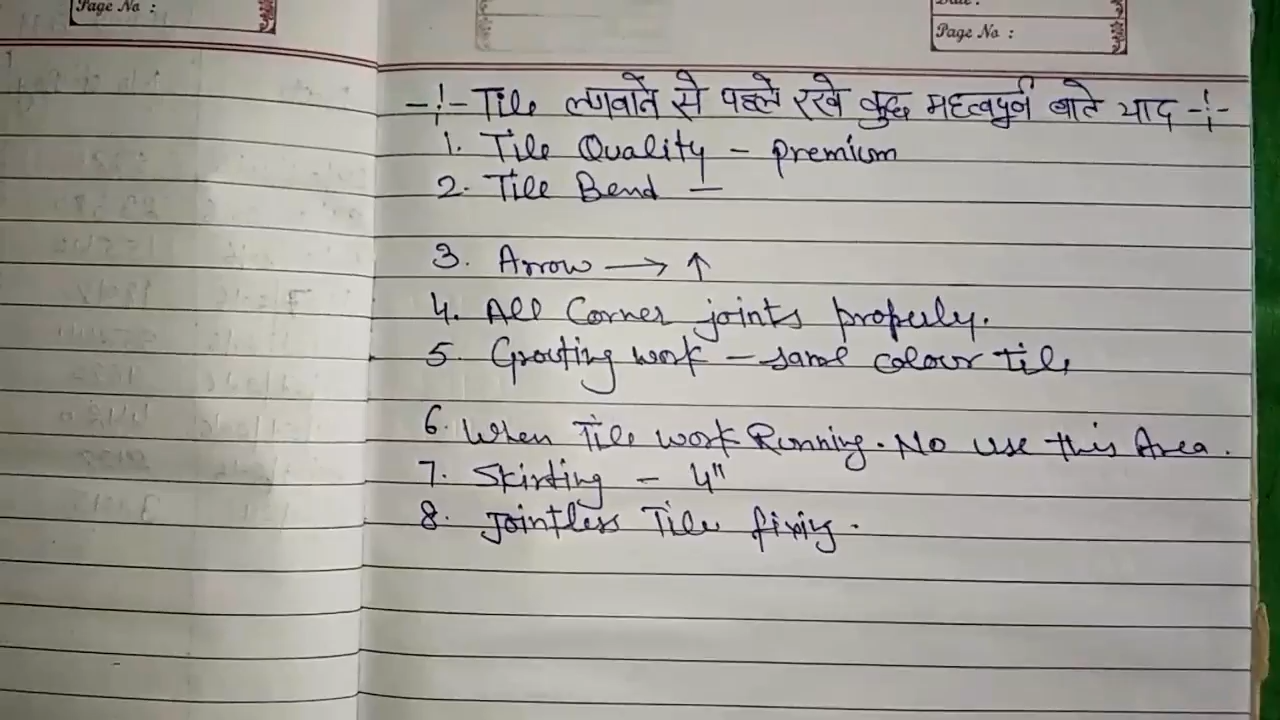 Page No :
Date :
Page No :
-:- Tile लगवाने से पहले रखे कुछ महत्वपूर्ण बाते याद -:-
1. Tile Quality - premium
2. Tile Bend -
3. Arrow → ↑
4. All Corner joints properly.
5. Grouting work - same colour tile
6. When Tile work Running. No use this Area.
7. Skirting - 4"
8. Jointless Tile fixing.